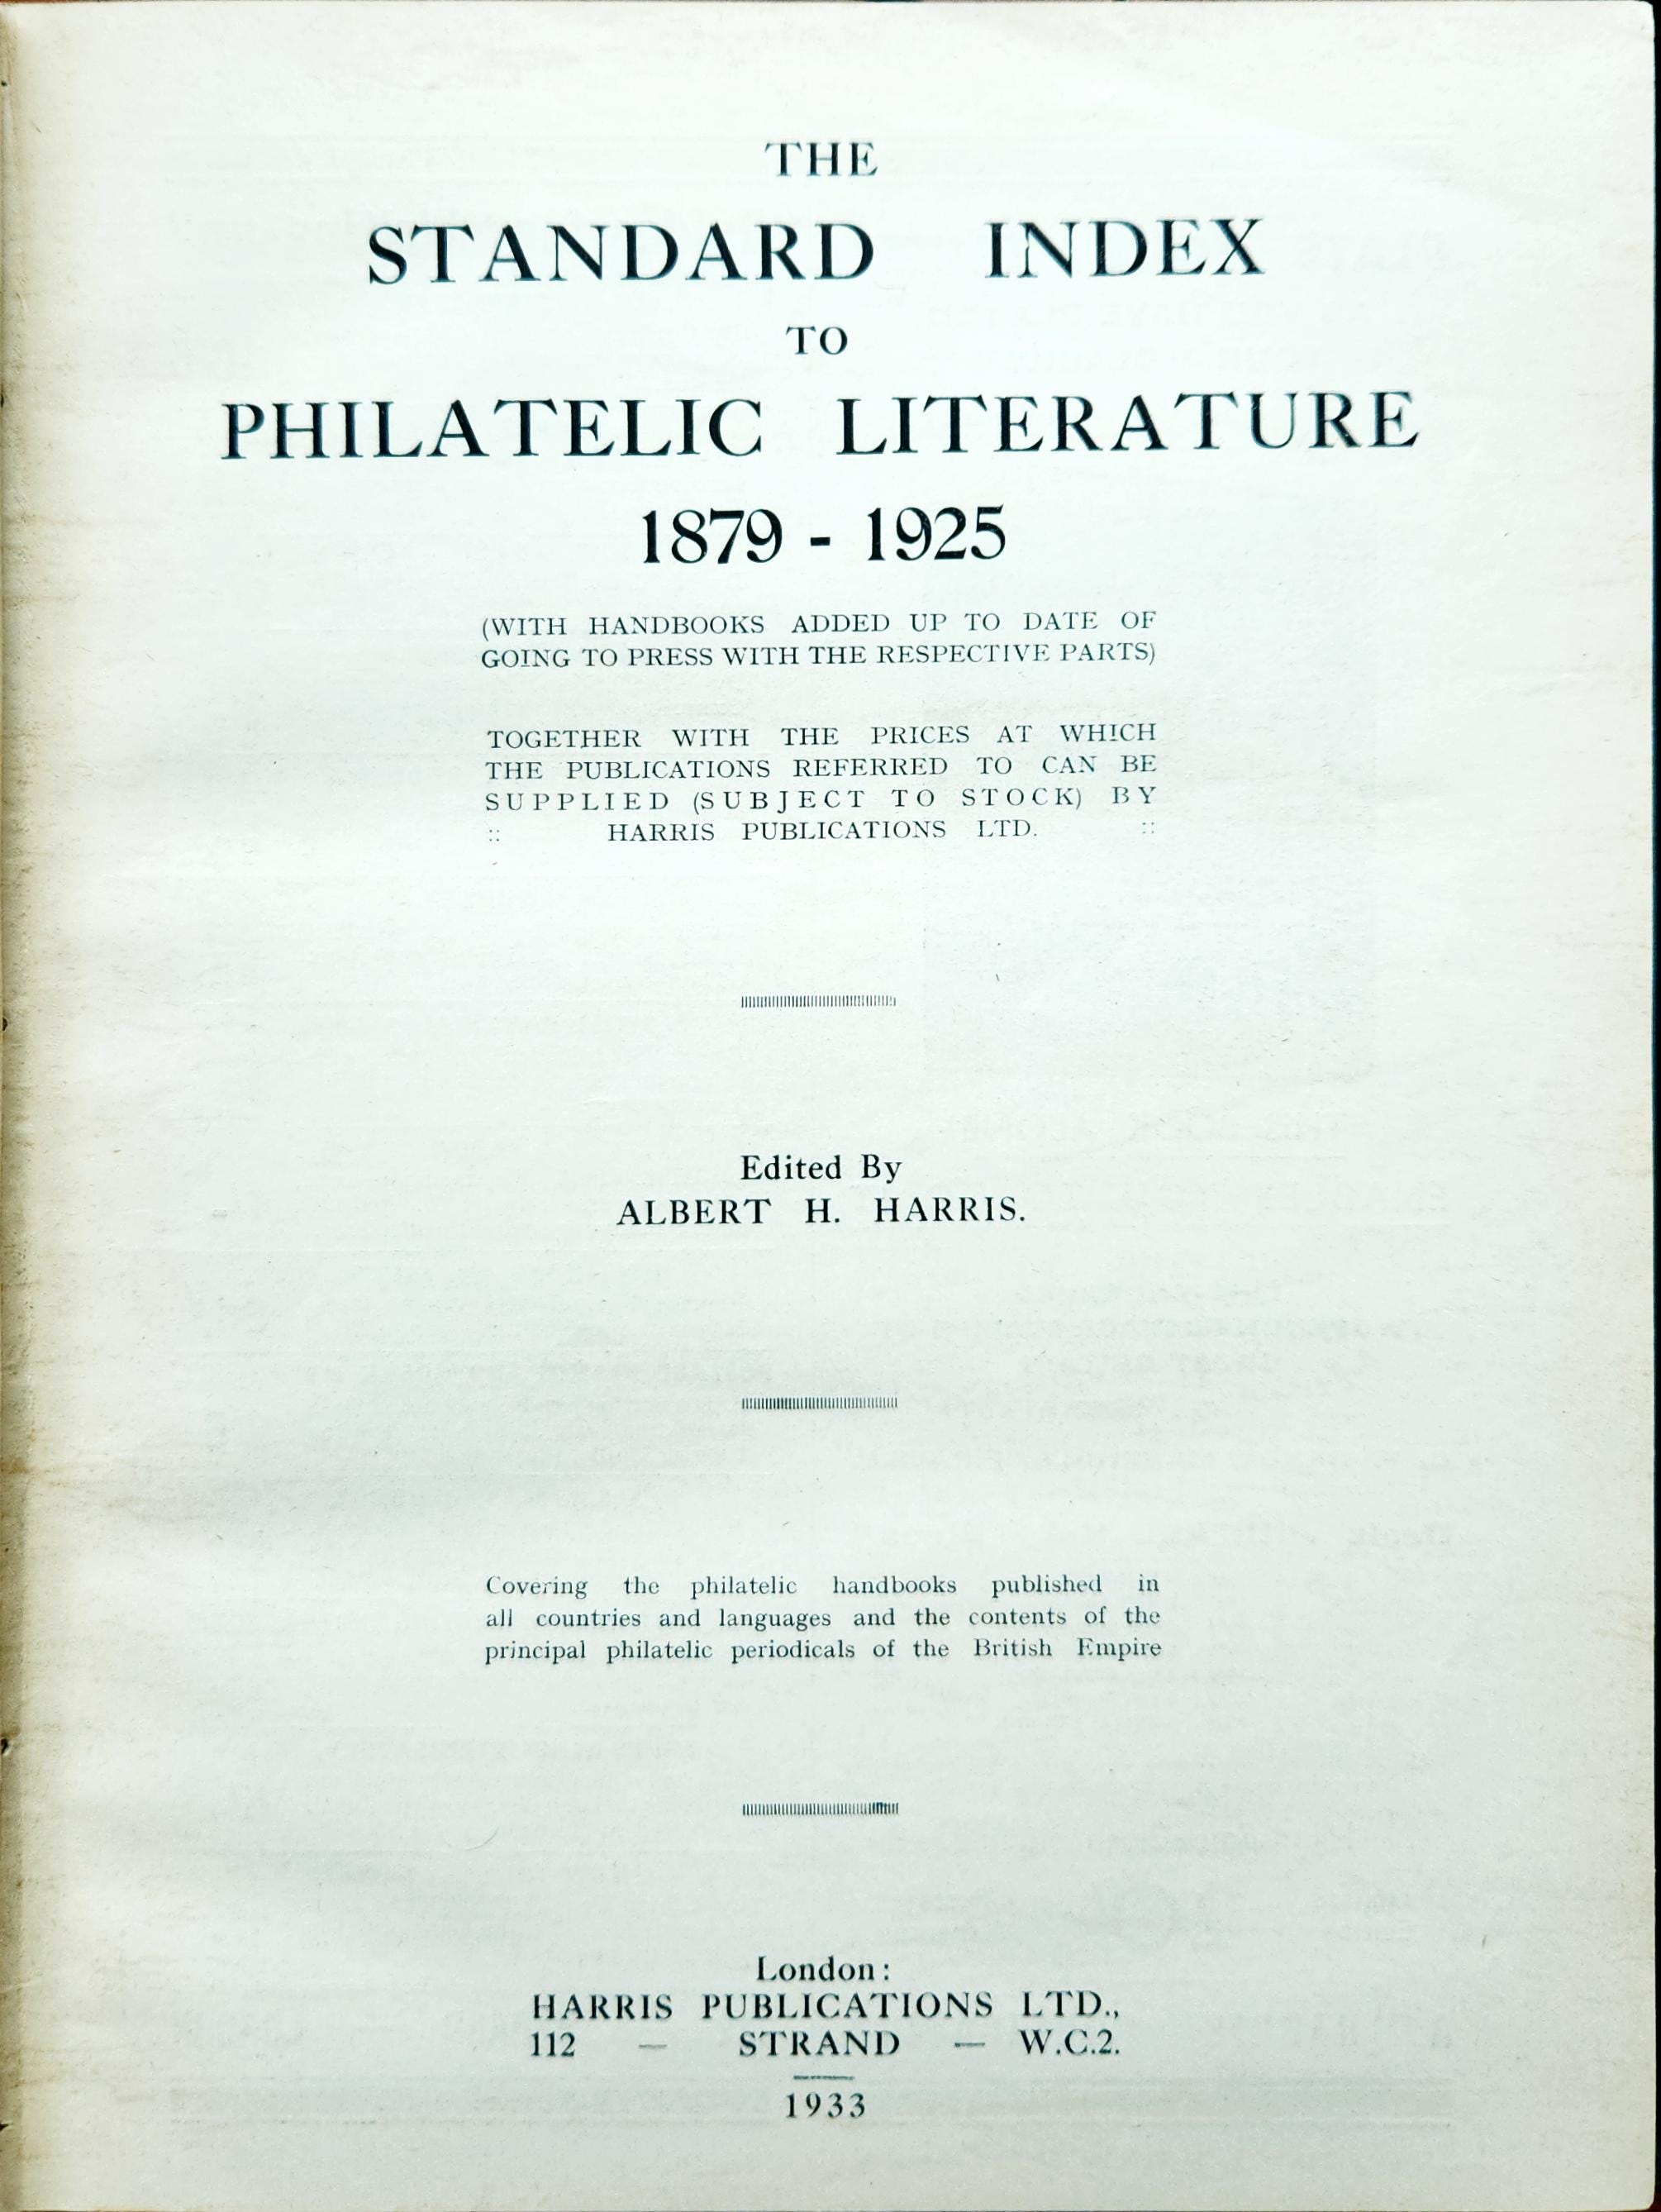 THE
STANDARD INDEX
TO
PHILATELIC LITERATURE
1879 - 1925
(WITH HANDBOOKS ADDED UP TO DATE OF
GOING TO PRESS WITH THE RESPECTIVE PARTS)
TOGETHER WITH THE PRICES AT WHICH
THE PUBLICATIONS REFERRED TO CAN BE
SUPPLIED (SUBJECT TO STOCK) BY
:: HARRIS PUBLICATIONS LTD. ::
Edited By
ALBERT H. HARRIS.
Covering the philatelic handbooks published in
all countries and languages and the contents of the
principal philatelic periodicals of the British Empire
London:
HARRIS PUBLICATIONS LTD.,
112 — STRAND — W.C.2.
1933